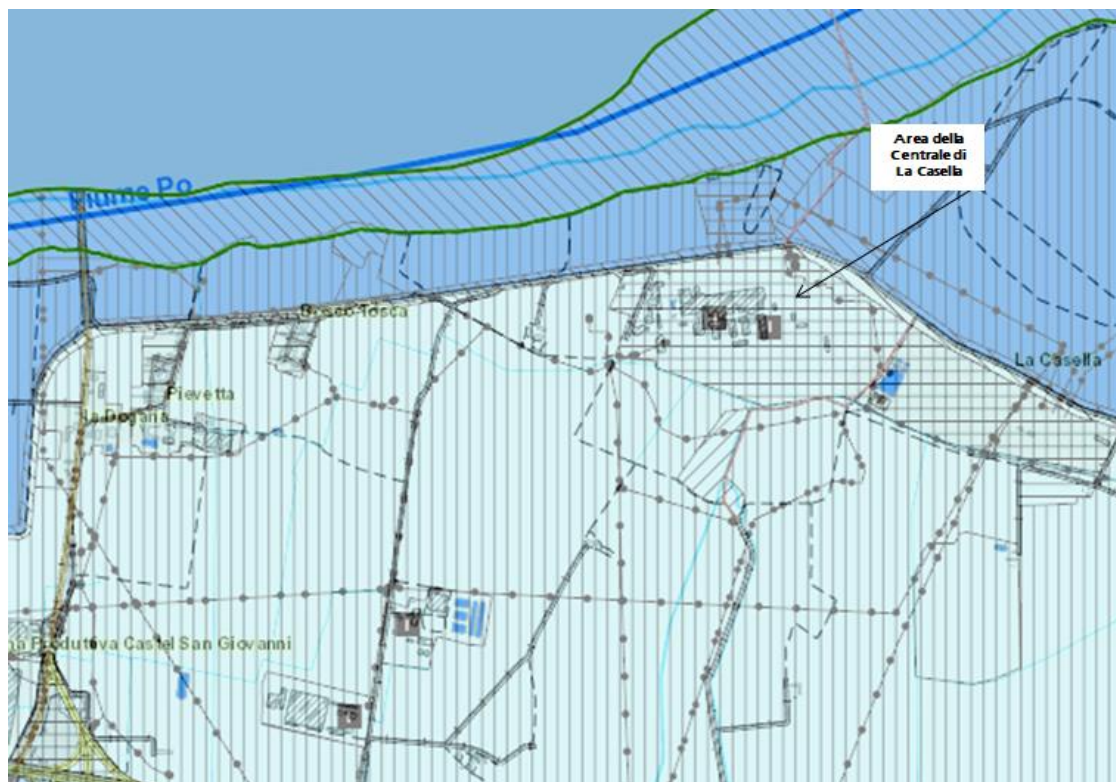 Area della
Centrale di
La Casella
Fiume Po
Bosco Tosca
La Casella
Pievetta
la Dogana
na Produttiva Castel San Giovanni